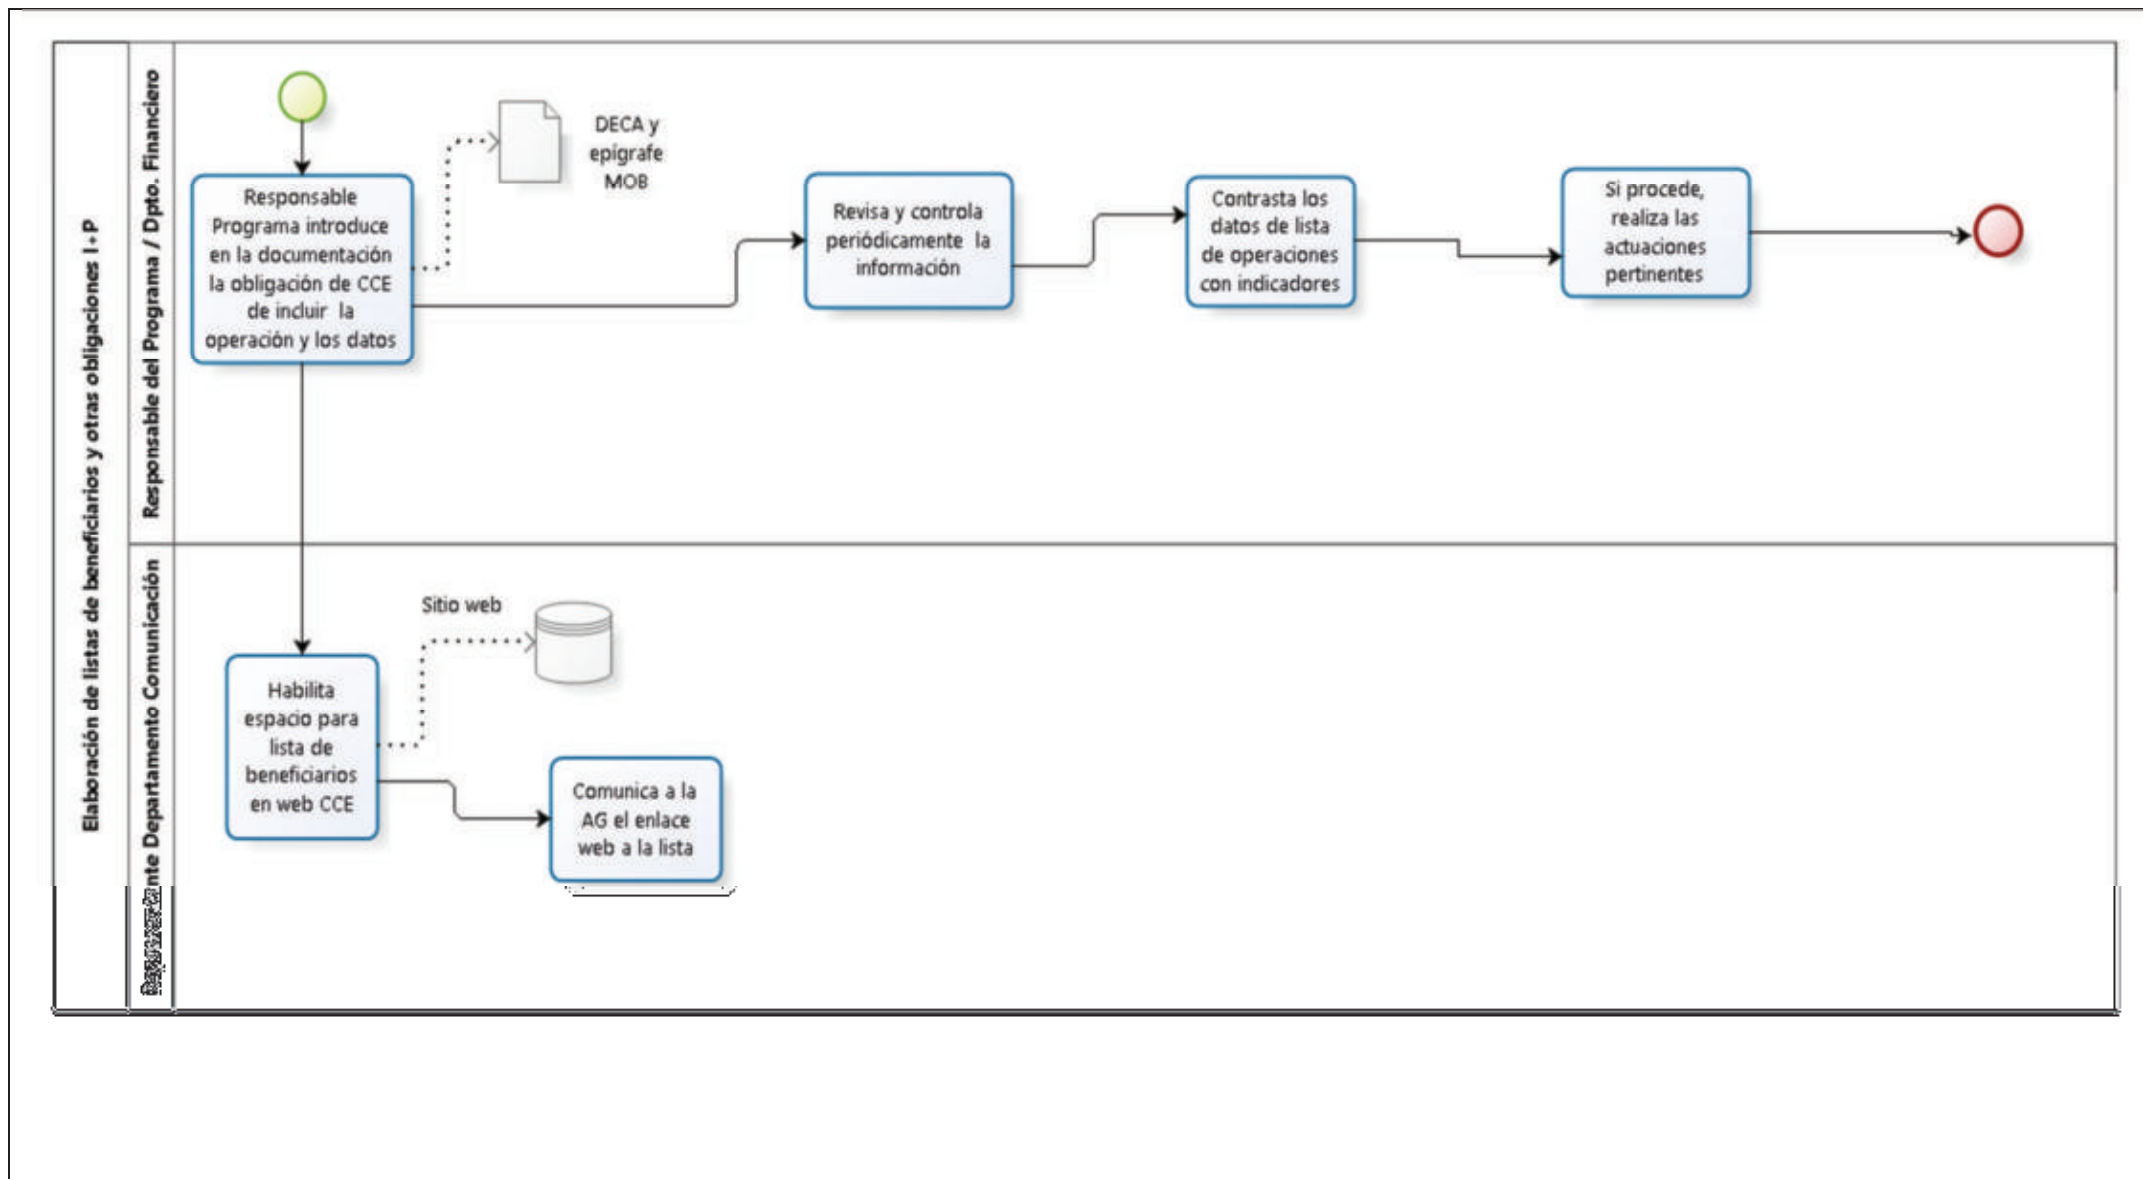 Elaboración de listas de beneficiarios y otras obligaciones I+P
Responsable del Programa / Dpto. Financiero
Responsable
Programa introduce
en la documentación
la obligación de CCE
de incluir la
operación y los datos
DECA y
epígrafe
MOB
Revisa y controla
periódicamente la
información
Contrasta los
datos de lista
de operaciones
con indicadores
Si procede,
realiza las
actuaciones
pertinentes
Departamento Comunicación
Habilita
espacio para
lista de
beneficiarios
en web CCE
Sitio web
Comunica a la
AG el enlace
web a la lista